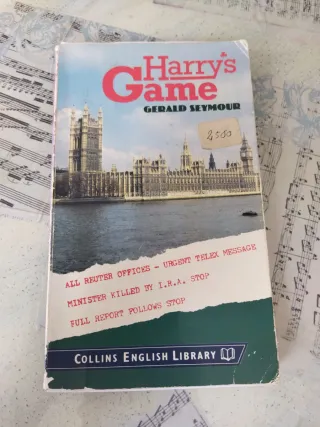 Harry's
Game
GERALD SEYMOUR
ALL REUTER OFFICES - URGENT TELEX MESSAGE
MINISTER KILLED BY I.R.A. STOP
FULL REPORT FOLLOWS STOP
COLLINS ENGLISH LIBRARY